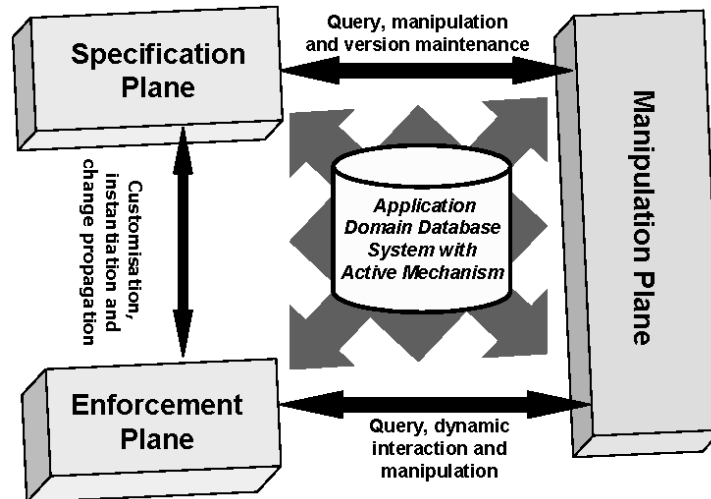 Query, manipulation
and version maintenance
Specification
Plane
Manipulation Plane
Customisation,
instantiation and
change propagation
Application
Domain Database
System with
Active Mechanism
Enforcement
Plane
Query, dynamic
interaction and
manipulation